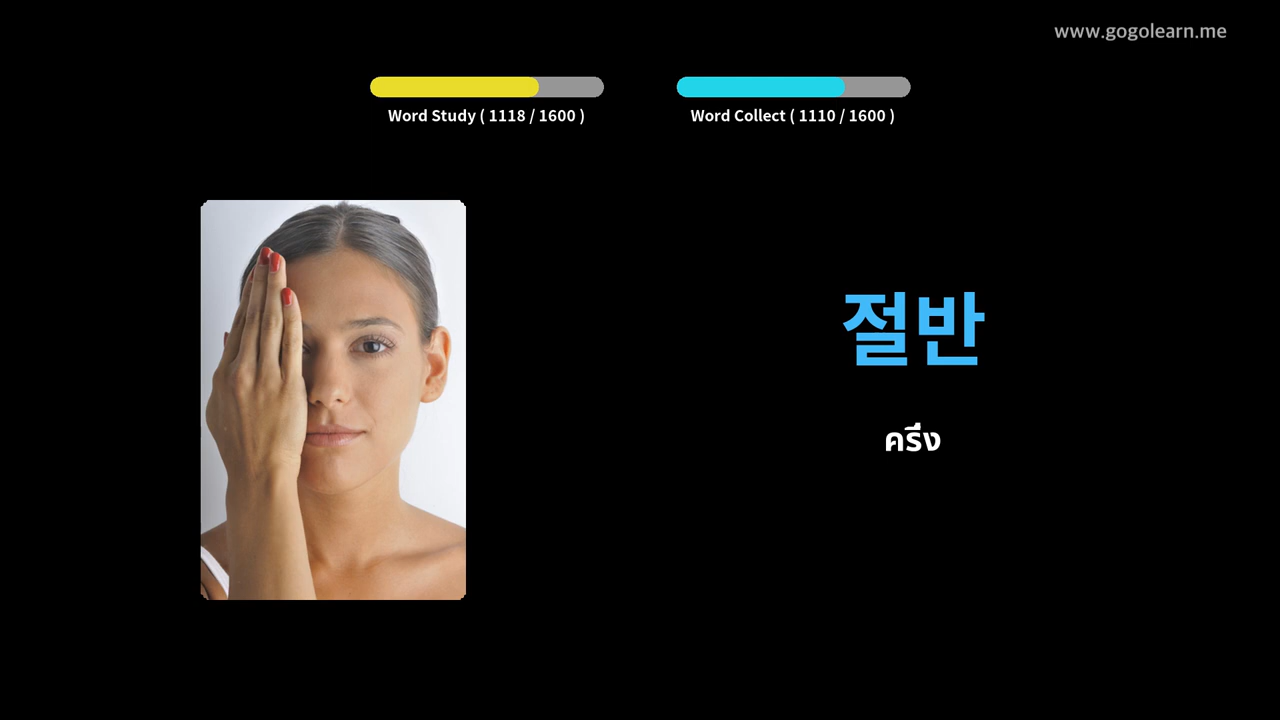 www.gogolearn.me
Word Study ( 1118 / 1600 )
Word Collect ( 1110 / 1600 )
절반
ครึ่ง